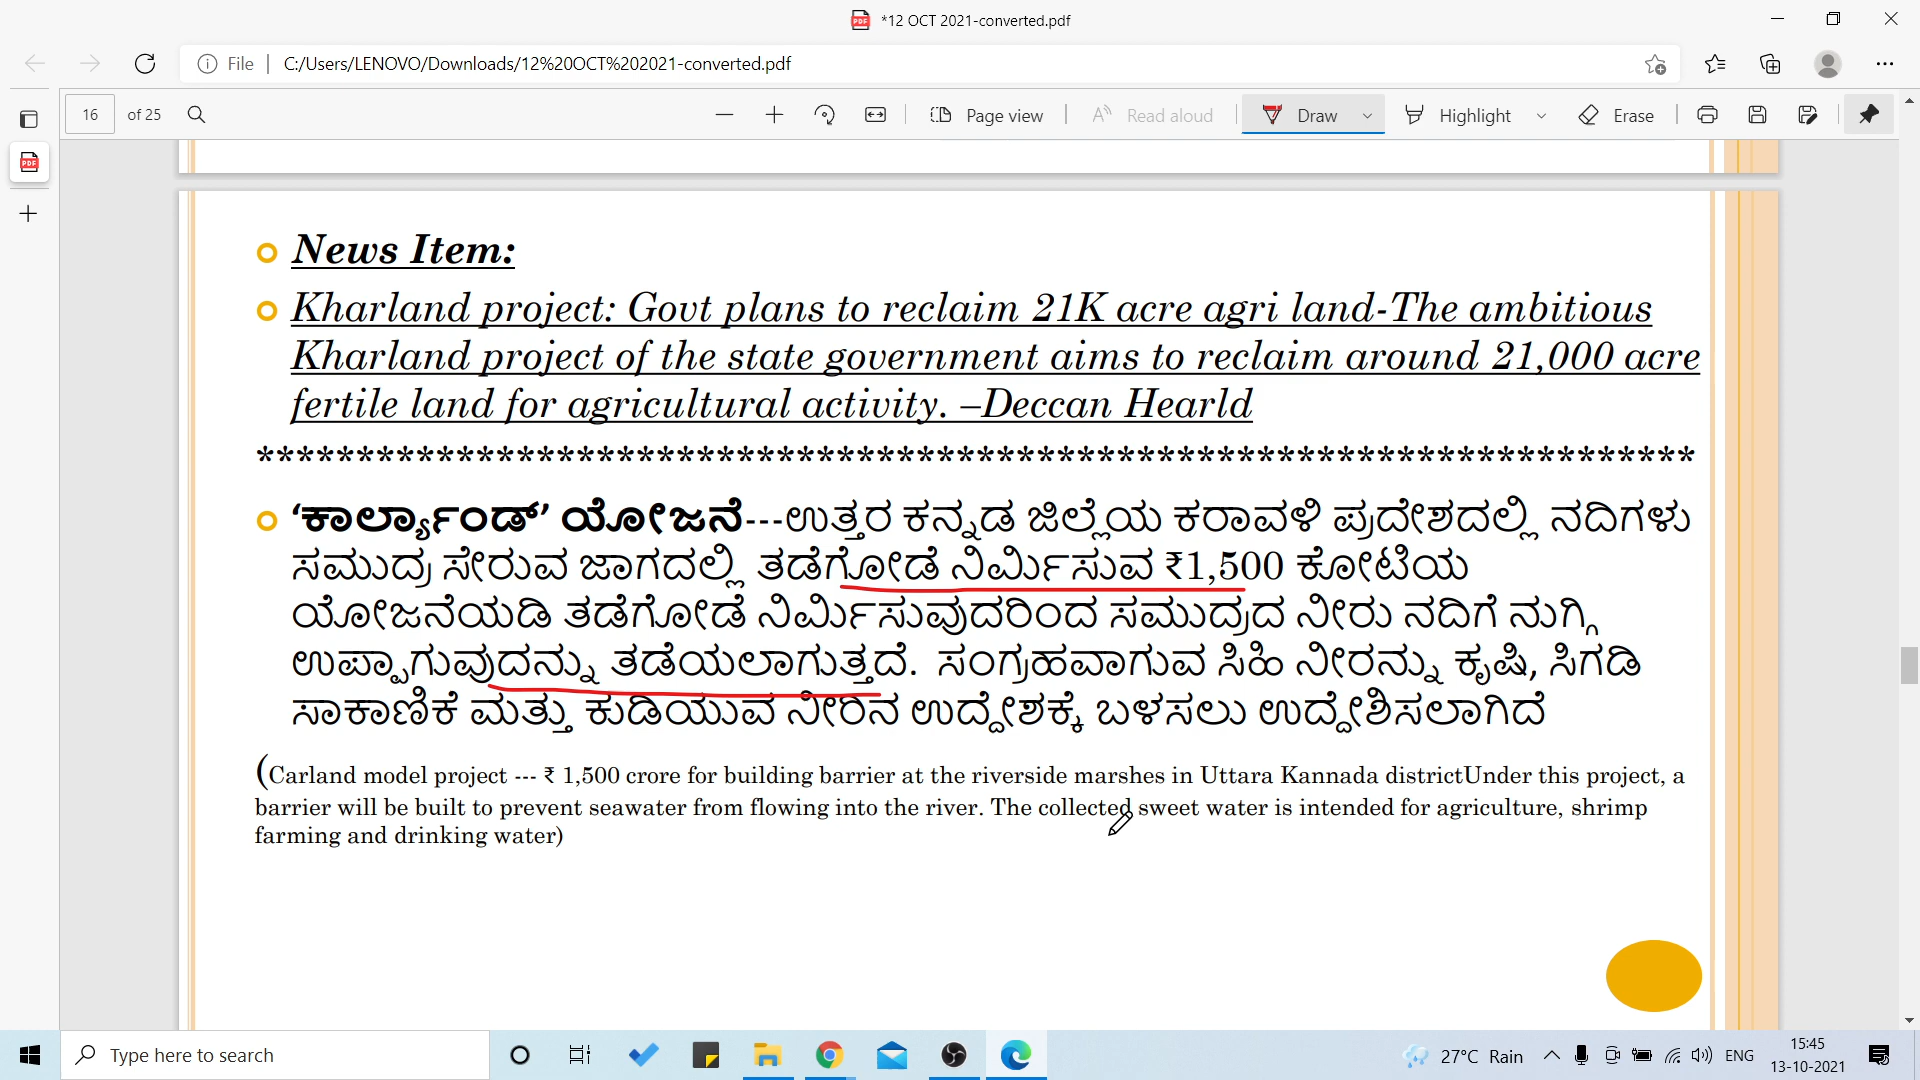 *12 OCT 2021-converted.pdf
File
C:/Users/LENOVO/Downloads/12%20OCT%202021-converted.pdf
16 of 25
Page view
Read aloud
Draw
Highlight
Erase
News Item:
Kharland project: Govt plans to reclaim 21K acre agri land-The ambitious
Kharland project of the state government aims to reclaim around 21,000 acre
fertile land for agricultural activity. –Deccan Hearld
************************************************************************
‘ಕಾರ್ಲ್ಯಾಂಡ್’ ಯೋಜನೆ---ಉತ್ತರ ಕನ್ನಡ ಜಿಲ್ಲೆಯ ಕರಾವಳಿ ಪ್ರದೇಶದಲ್ಲಿ ನದಿಗಳು
ಸಮುದ್ರ ಸೇರುವ ಜಾಗದಲ್ಲಿ ತಡೆಗೋಡೆ ನಿರ್ಮಿಸುವ ₹1,500 ಕೋಟಿಯ
ಯೋಜನೆಯಡಿ ತಡೆಗೋಡೆ ನಿರ್ಮಿಸುವುದರಿಂದ ಸಮುದ್ರದ ನೀರು ನದಿಗೆ ನುಗ್ಗಿ
ಉಪ್ಪಾಗುವುದನ್ನು ತಡೆಯಲಾಗುತ್ತದೆ. ಸಂಗ್ರಹವಾಗುವ ಸಿಹಿ ನೀರನ್ನು ಕೃಷಿ, ಸಿಗಡಿ
ಸಾಕಾಣಿಕೆ ಮತ್ತು ಕುಡಿಯುವ ನೀರಿನ ಉದ್ದೇಶಕ್ಕೆ ಬಳಸಲು ಉದ್ದೇಶಿಸಲಾಗಿದೆ
(Carland model project --- ₹ 1,500 crore for building barrier at the riverside marshes in Uttara Kannada districtUnder this project, a
barrier will be built to prevent seawater from flowing into the river. The collected sweet water is intended for agriculture, shrimp
farming and drinking water)
Type here to search
27°C Rain
ENG
15:45
13-10-2021